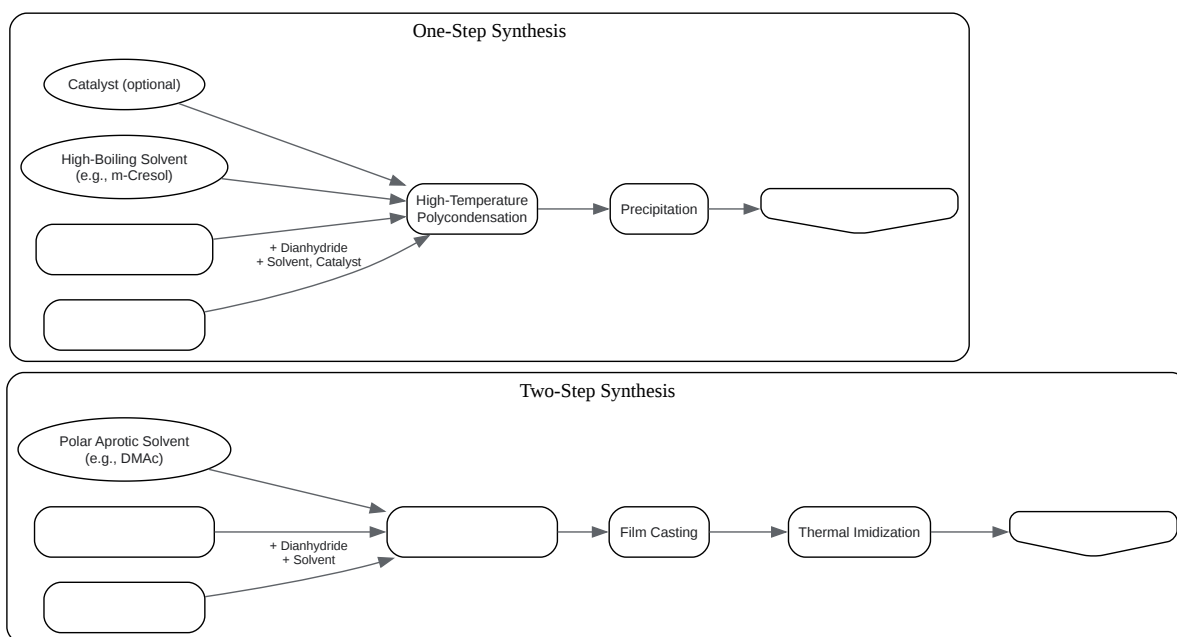 One-Step Synthesis
Catalyst (optional)
High-Boiling Solvent
(e.g., m-Cresol)
High-Temperature
Polycondensation
Precipitation
+ Dianhydride
+ Solvent, Catalyst
Two-Step Synthesis
Polar Aprotic Solvent
(e.g., DMAc)
Film Casting
Thermal Imidization
+ Dianhydride
+ Solvent